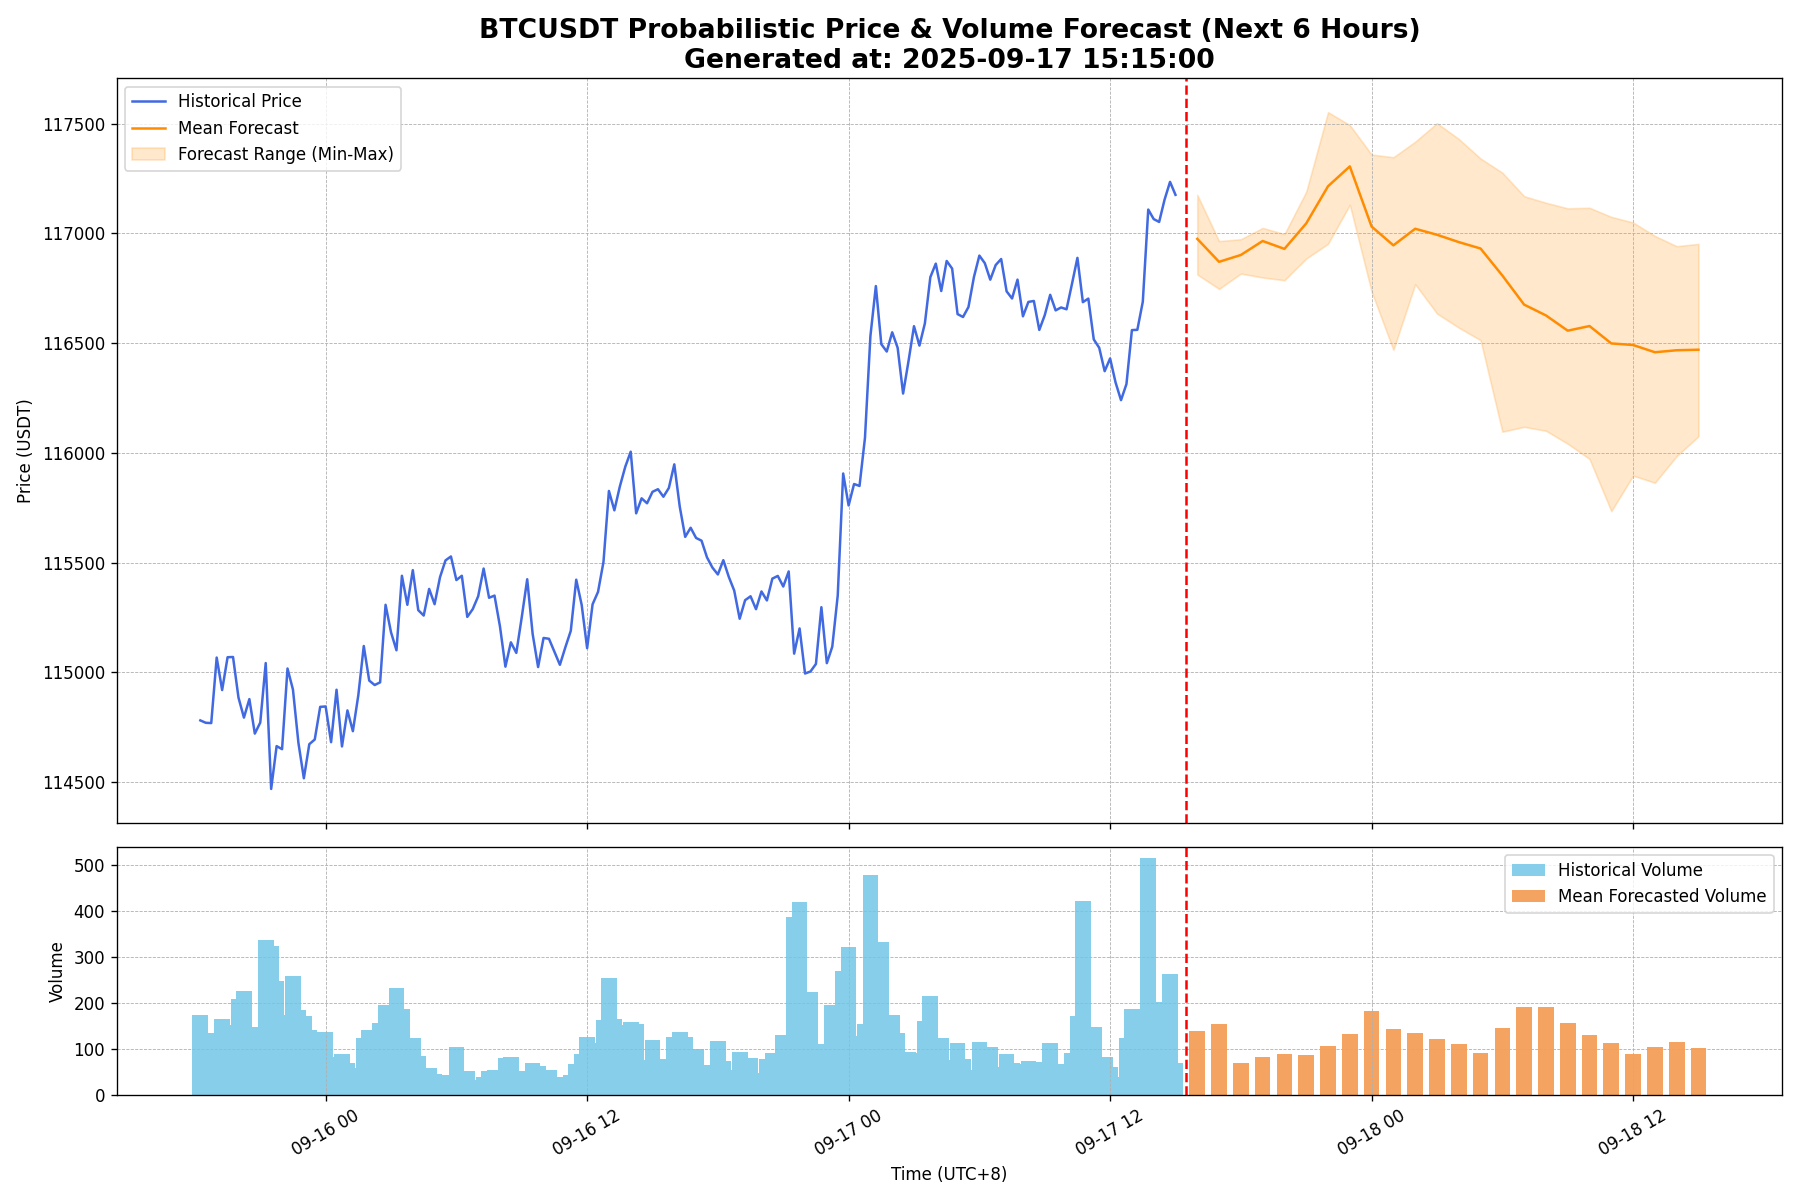 BTCUSDT Probabilistic Price & Volume Forecast (Next 6 Hours)
Generated at: 2025-09-17 15:15:00
Historical Price
Mean Forecast
Forecast Range (Min-Max)
117500
117000
116500
116000
115500
115000
114500
Price (USDT)
Historical Volume
Mean Forecasted Volume
500
400
300
200
100
0
Volume
09-16 00
09-16 12
09-17 00
09-17 12
09-18 00
09-18 12
Time (UTC+8)